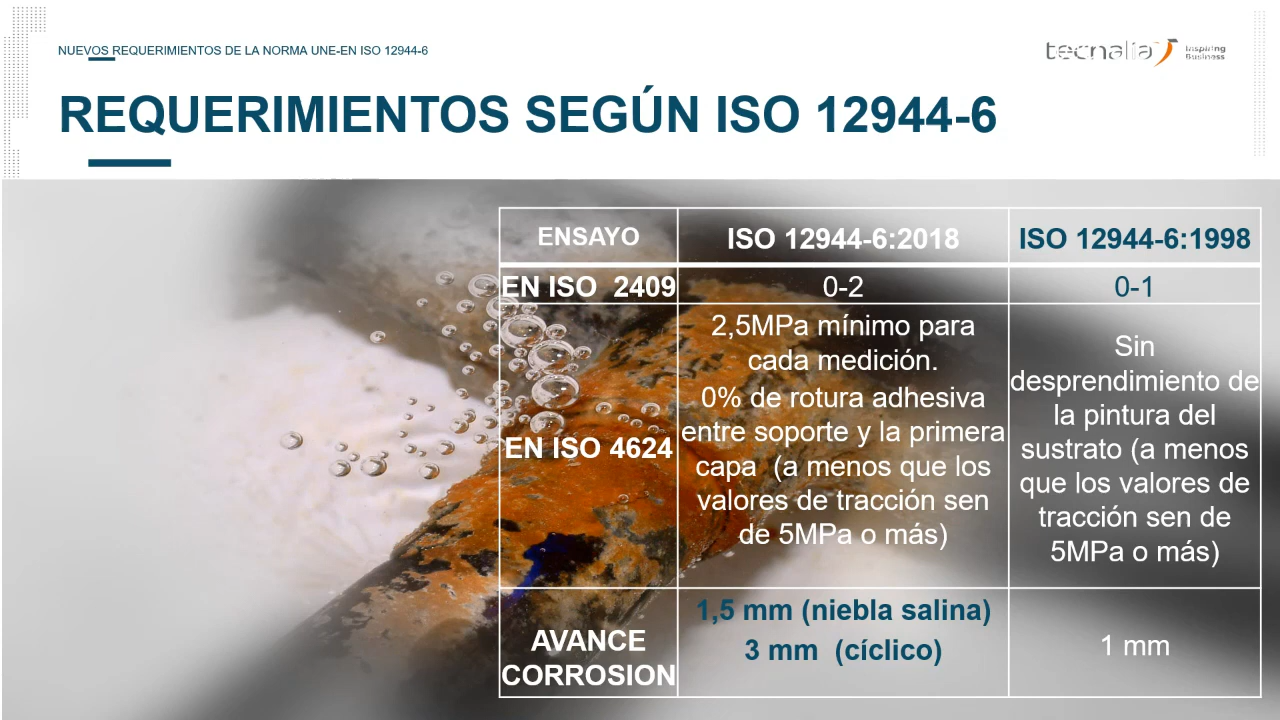 NUEVOS REQUERIMIENTOS DE LA NORMA UNE-EN ISO 12944-6
tecnalia Inspiring
Business
REQUERIMIENTOS SEGÚN ISO 12944-6
ENSAYO ISO 12944-6:2018 ISO 12944-6:1998
EN ISO 2409 0-2 0-1
EN ISO 4624
2,5MPa mínimo para
cada medición.
0% de rotura adhesiva
entre soporte y la primera
capa (a menos que los
valores de tracción sen
de 5MPa o más)
Sin
desprendimiento de
la pintura del
sustrato (a menos
que los valores de
tracción sen de
5MPa o más)
AVANCE
CORROSION
1,5 mm (niebla salina)
3 mm (cíclico)
1 mm